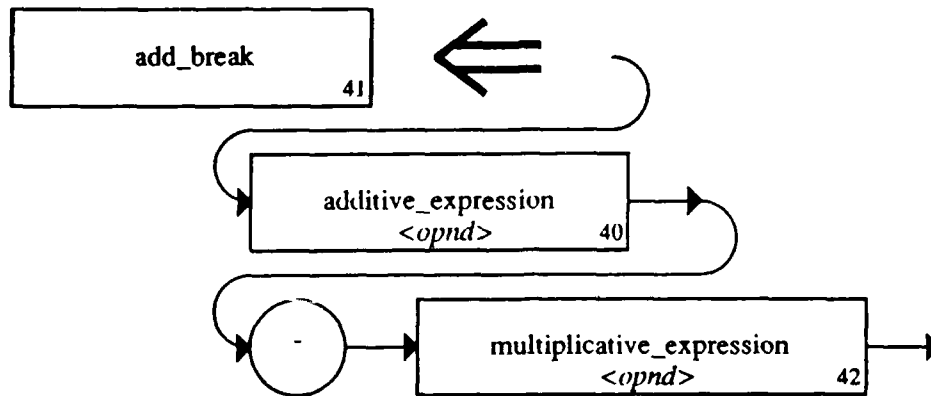 add_break
41
additive_expression
<opnd>
40
-
multiplicative_expression
<opnd>
42